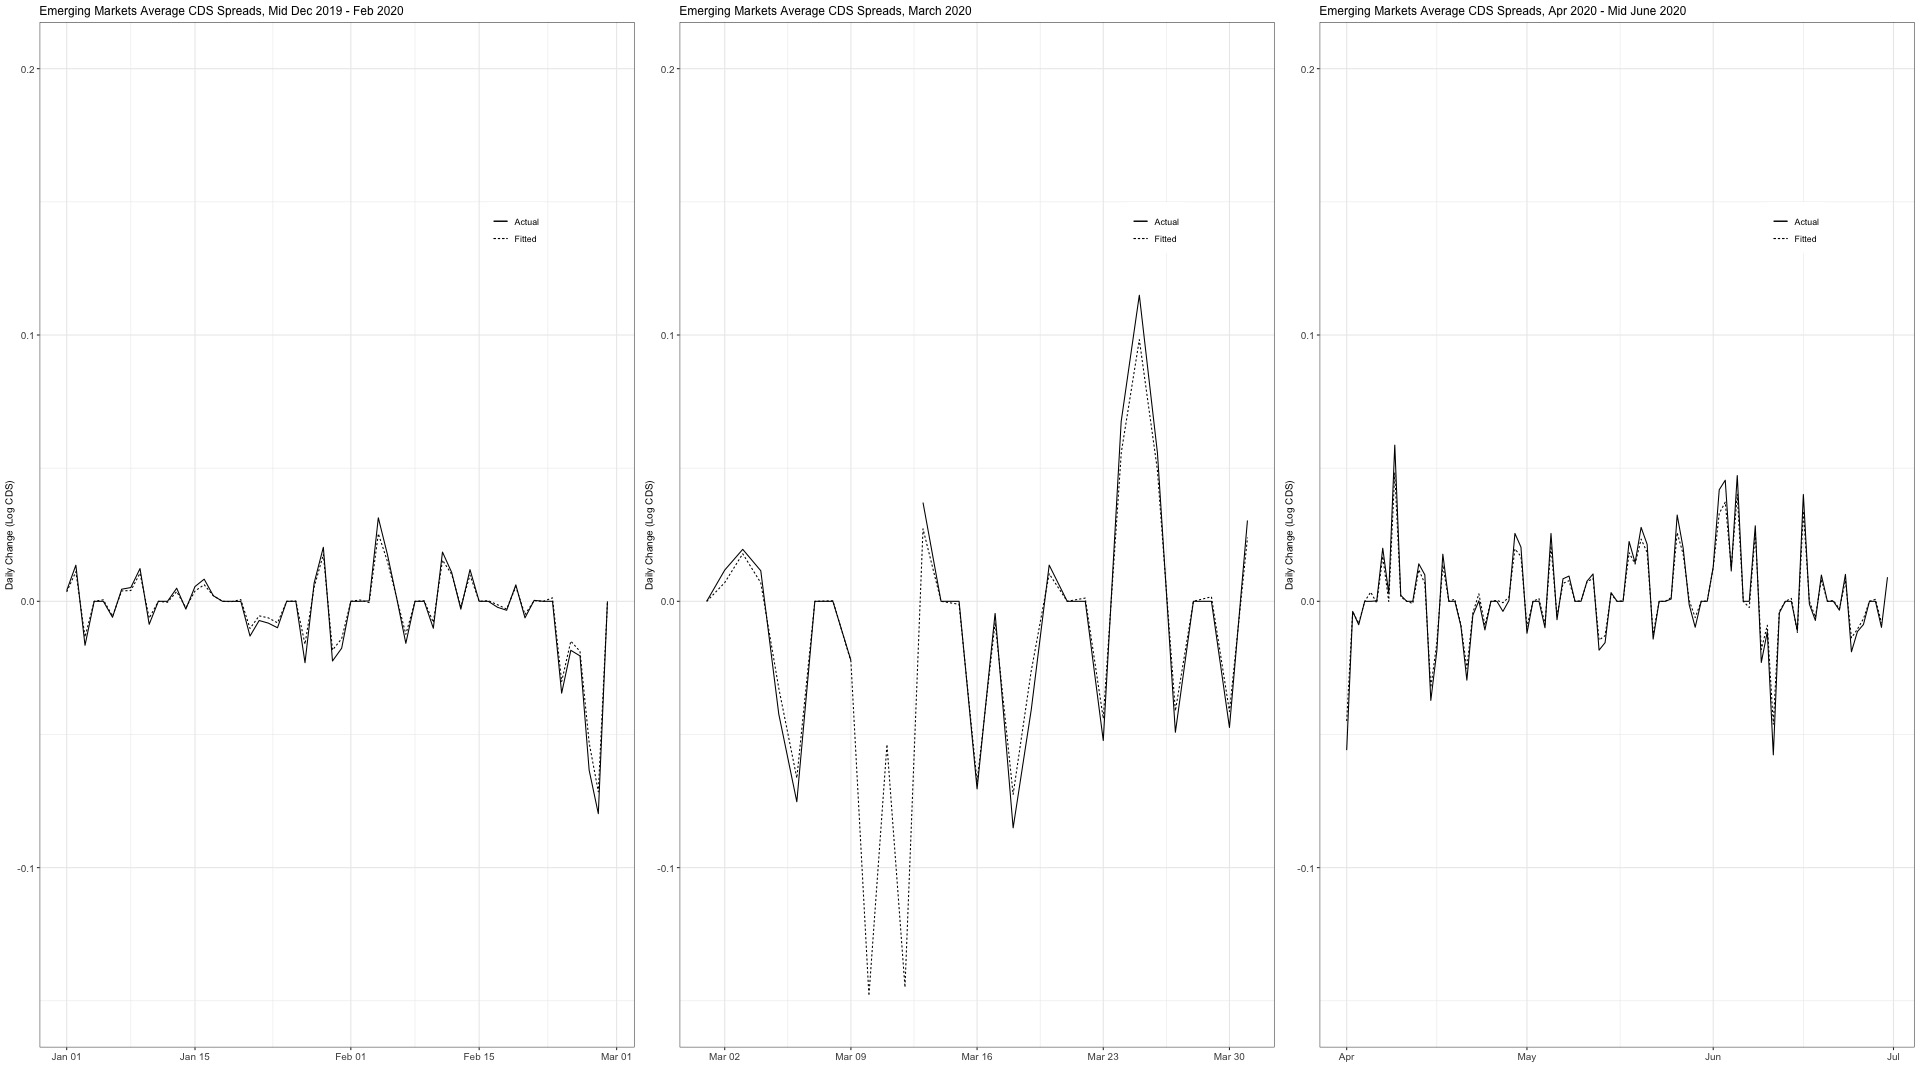 Emerging Markets Average CDS Spreads, Mid Dec 2019 - Feb 2020
Daily Change (Log CDS)
0.2
0.1
0.0
-0.1
Actual
Fitted
Jan 01
Jan 15
Feb 01
Feb 15
Mar 01
Emerging Markets Average CDS Spreads, March 2020
Daily Change (Log CDS)
0.2
0.1
0.0
-0.1
Actual
Fitted
Mar 02
Mar 09
Mar 16
Mar 23
Mar 30
Emerging Markets Average CDS Spreads, Apr 2020 - Mid June 2020
Daily Change (Log CDS)
0.2
0.1
0.0
-0.1
Actual
Fitted
Apr
May
Jun
Jul